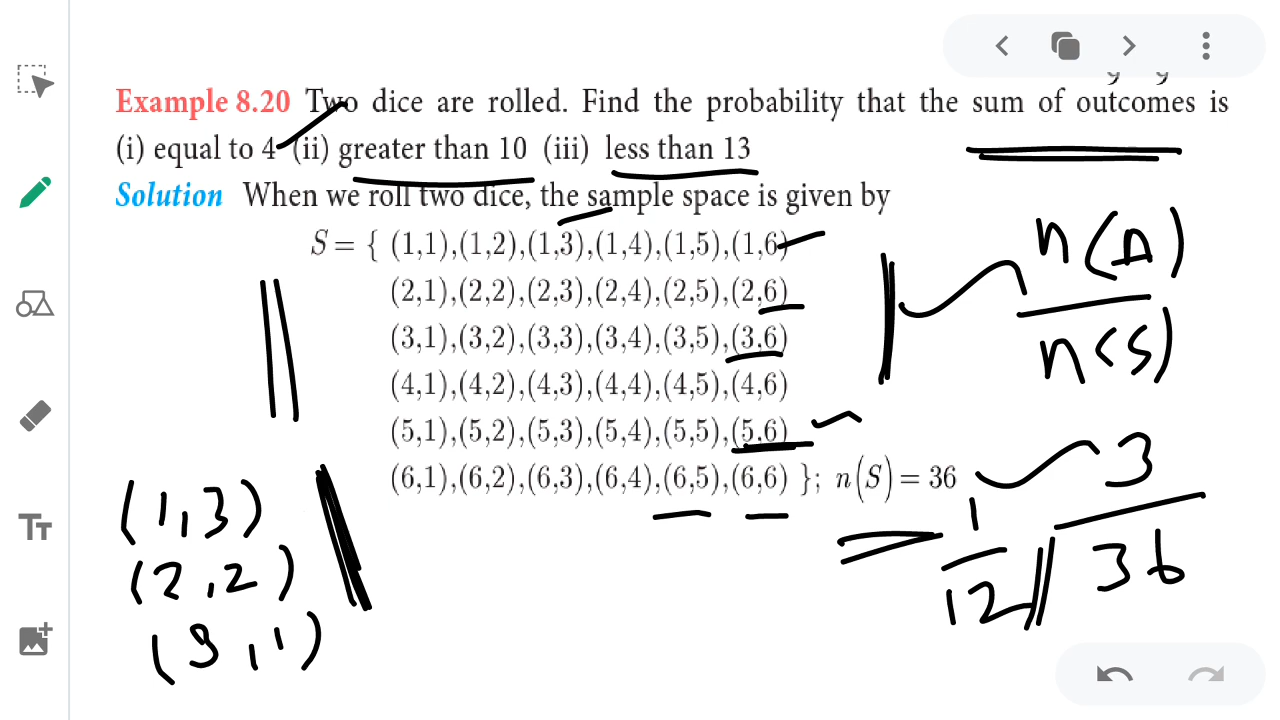 Example 8.20 Two dice are rolled. Find the probability that the sum of outcomes is
(i) equal to 4 (ii) greater than 10 (iii) less than 13
Solution When we roll two dice, the sample space is given by
S = { (1,1),(1,2),(1,3),(1,4),(1,5),(1,6)
(2,1),(2,2),(2,3),(2,4),(2,5),(2,6)
(3,1),(3,2),(3,3),(3,4),(3,5),(3,6)
(4,1),(4,2),(4,3),(4,4),(4,5),(4,6)
(5,1),(5,2),(5,3),(5,4),(5,5),(5,6)
(6,1),(6,2),(6,3),(6,4),(6,5),(6,6) }; n(S) = 36
n(A)
n(S)
3
36
1
12
(1,3)
(2,2)
(3,1)
Tт